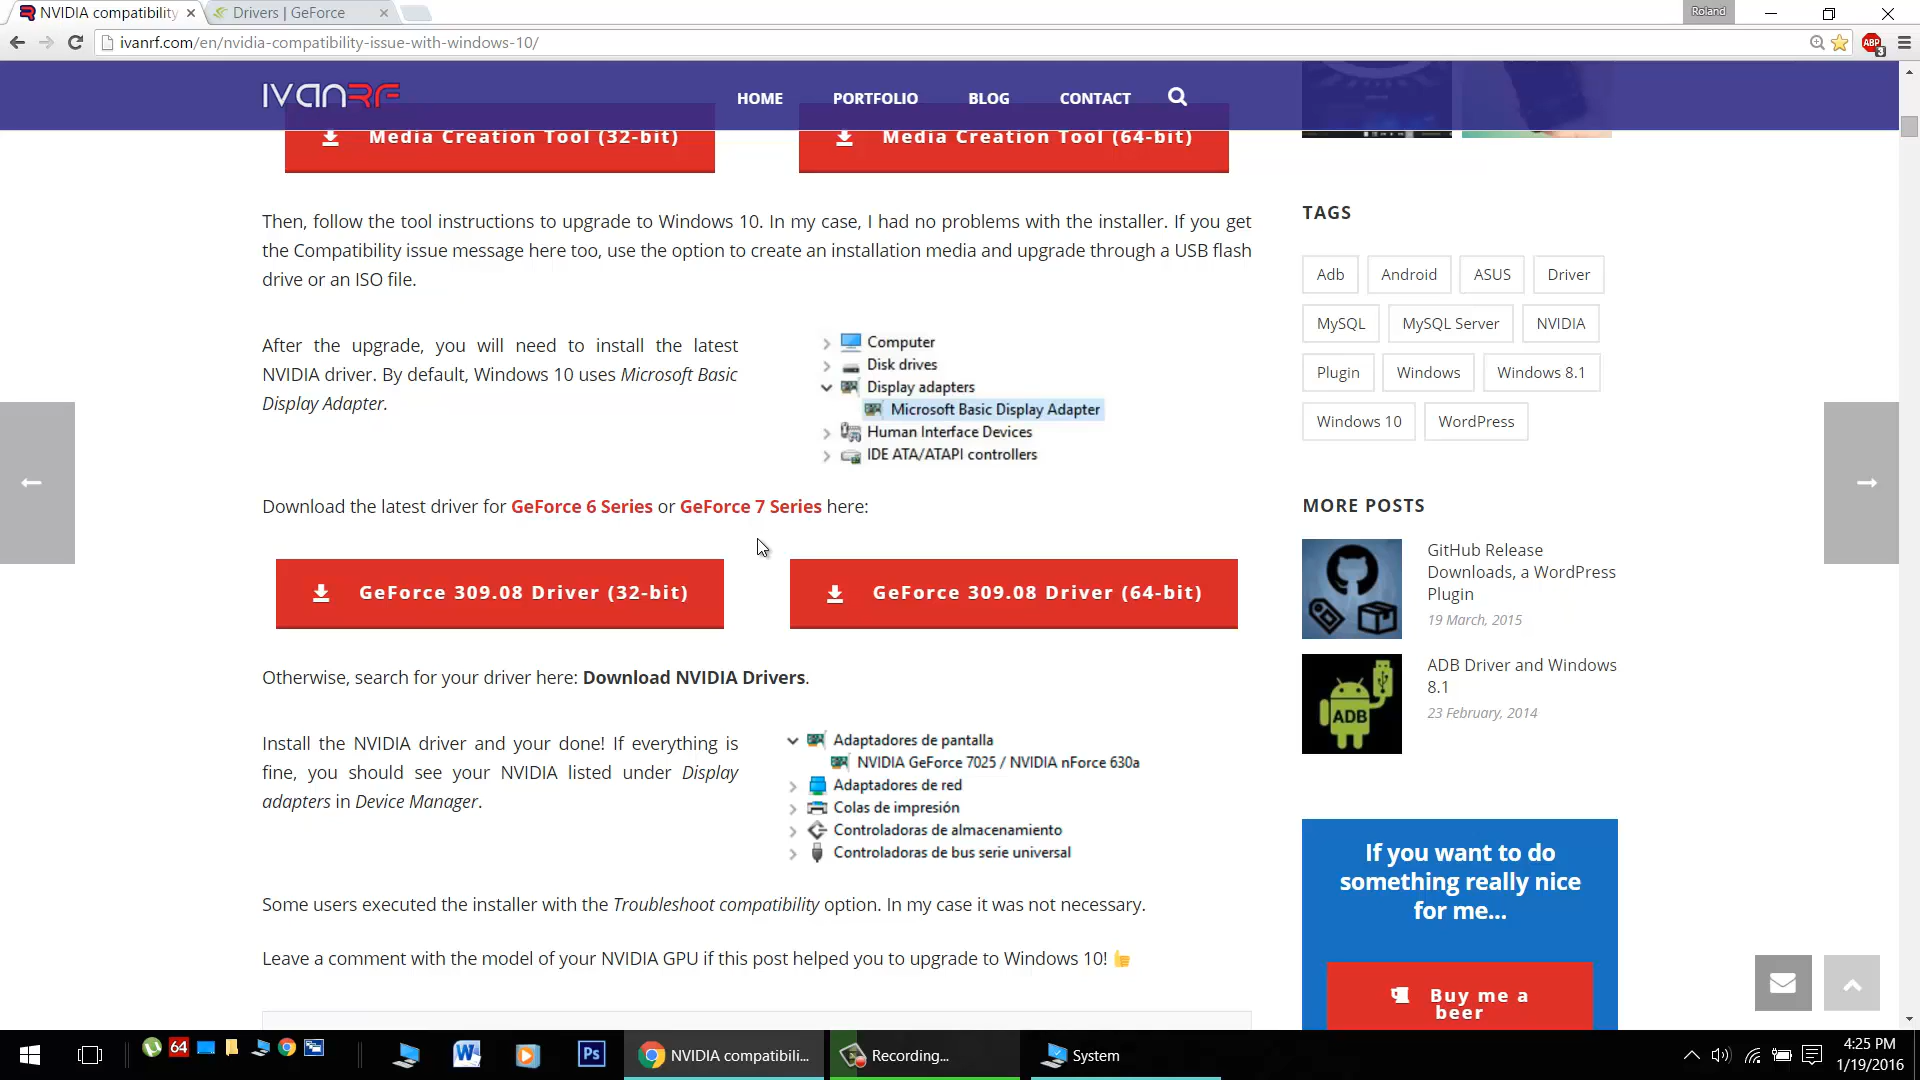 NVIDIA compatibility
Drivers | GeForce
Roland
ivanrf.com/en/nvidia-compatibility-issue-with-windows-10/
ABP
3
IVANRF
HOME
PORTFOLIO
BLOG
CONTACT
Media Creation Tool (32-bit)
Media Creation Tool (64-bit)
Then, follow the tool instructions to upgrade to Windows 10. In my case, I had no problems with the installer. If you get
the Compatibility issue message here too, use the option to create an installation media and upgrade through a USB flash
drive or an ISO file.
After the upgrade, you will need to install the latest
NVIDIA driver. By default, Windows 10 uses Microsoft Basic
Display Adapter.
Computer
Disk drives
Display adapters
Microsoft Basic Display Adapter
Human Interface Devices
IDE ATA/ATAPI controllers
Download the latest driver for GeForce 6 Series or GeForce 7 Series here:
GeForce 309.08 Driver (32-bit)
GeForce 309.08 Driver (64-bit)
Otherwise, search for your driver here: Download NVIDIA Drivers.
Install the NVIDIA driver and your done! If everything is
fine, you should see your NVIDIA listed under Display
adapters in Device Manager.
Adaptadores de pantalla
NVIDIA GeForce 7025 / NVIDIA nForce 630a
Adaptadores de red
Colas de impresión
Controladoras de almacenamiento
Controladoras de bus serie universal
Some users executed the installer with the Troubleshoot compatibility option. In my case it was not necessary.
Leave a comment with the model of your NVIDIA GPU if this post helped you to upgrade to Windows 10!
TAGS
Adb
Android
ASUS
Driver
MySQL
MySQL Server
NVIDIA
Plugin
Windows
Windows 8.1
Windows 10
WordPress
MORE POSTS
GitHub Release
Downloads, a WordPress
Plugin
19 March, 2015
ADB
ADB Driver and Windows
8.1
23 February, 2014
If you want to do
something really nice
for me...
Buy me a
beer
64
W
Ps
NVIDIA compatibili...
Recording...
System
4:25 PM
1/19/2016